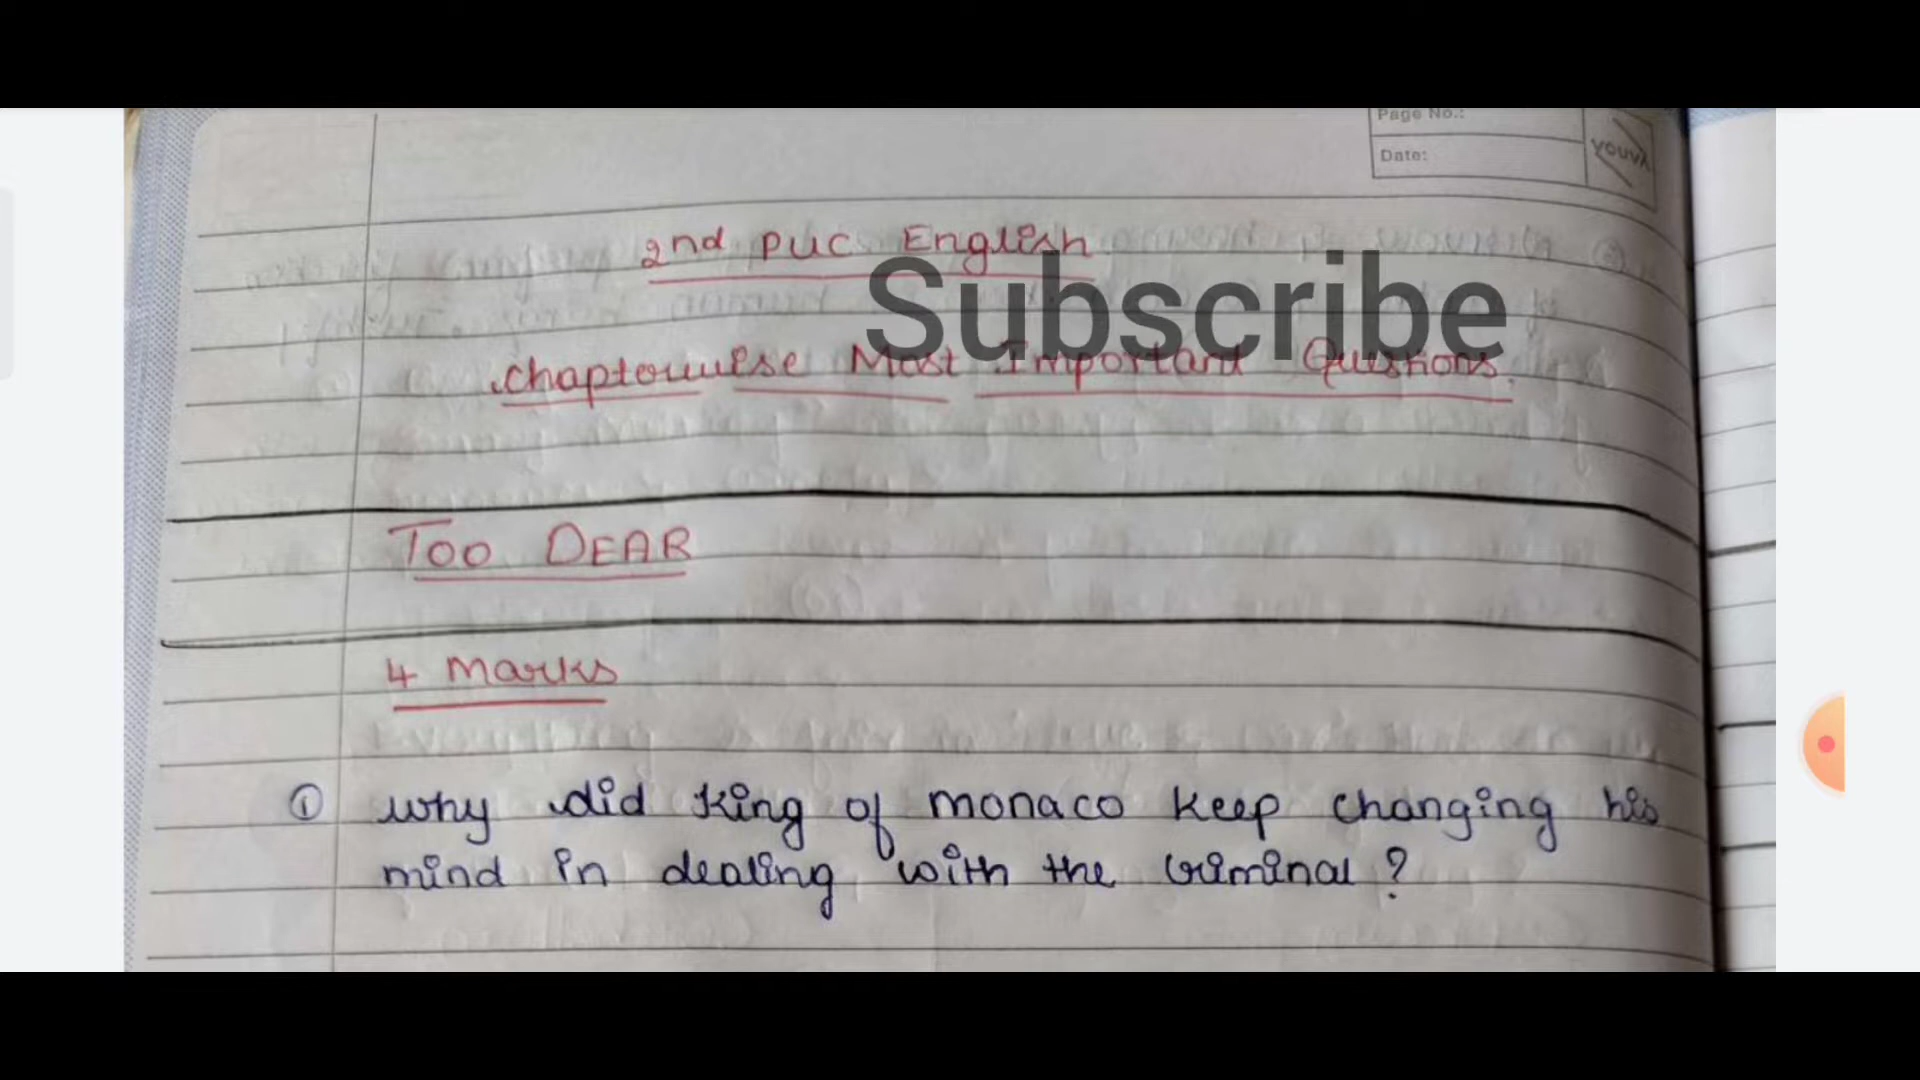 Page No.:
Date:
YOUVA
2nd PUC English
Subscribe
Chapterwise Most Important Questions.
TOO DEAR
4 Marks
① why did king of monaco keep changing his
mind in dealing with the criminal ?